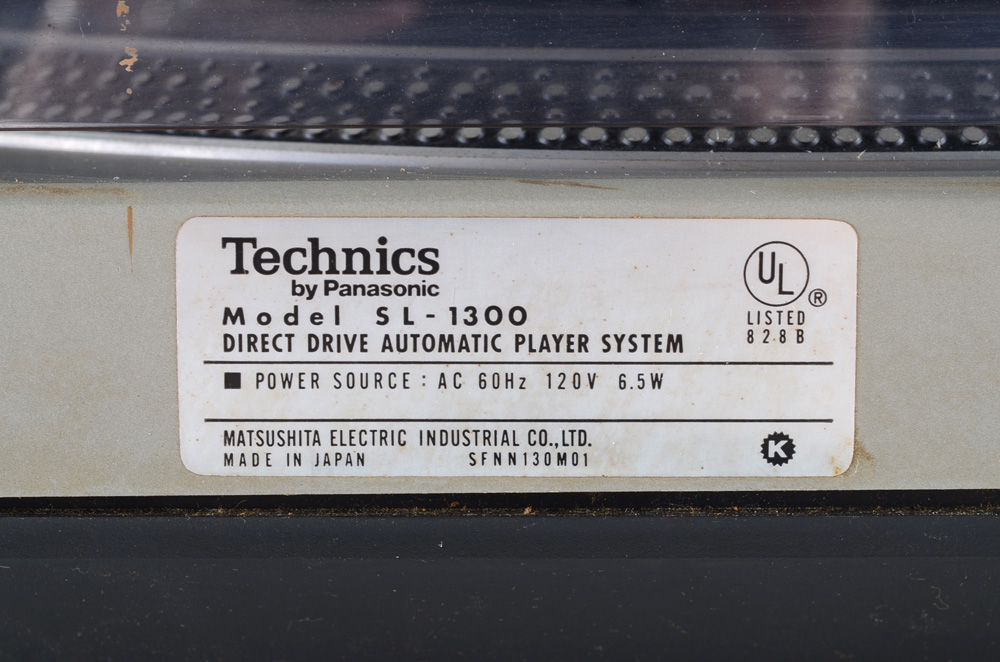 Technics
by Panasonic
Model SL-1300
DIRECT DRIVE AUTOMATIC PLAYER SYSTEM
UL ®
LISTED
828B
■ POWER SOURCE : AC 60Hz 120V 6.5W
MATSUSHITA ELECTRIC INDUSTRIAL CO.,LTD.
MADE IN JAPAN SFNN130M01
K